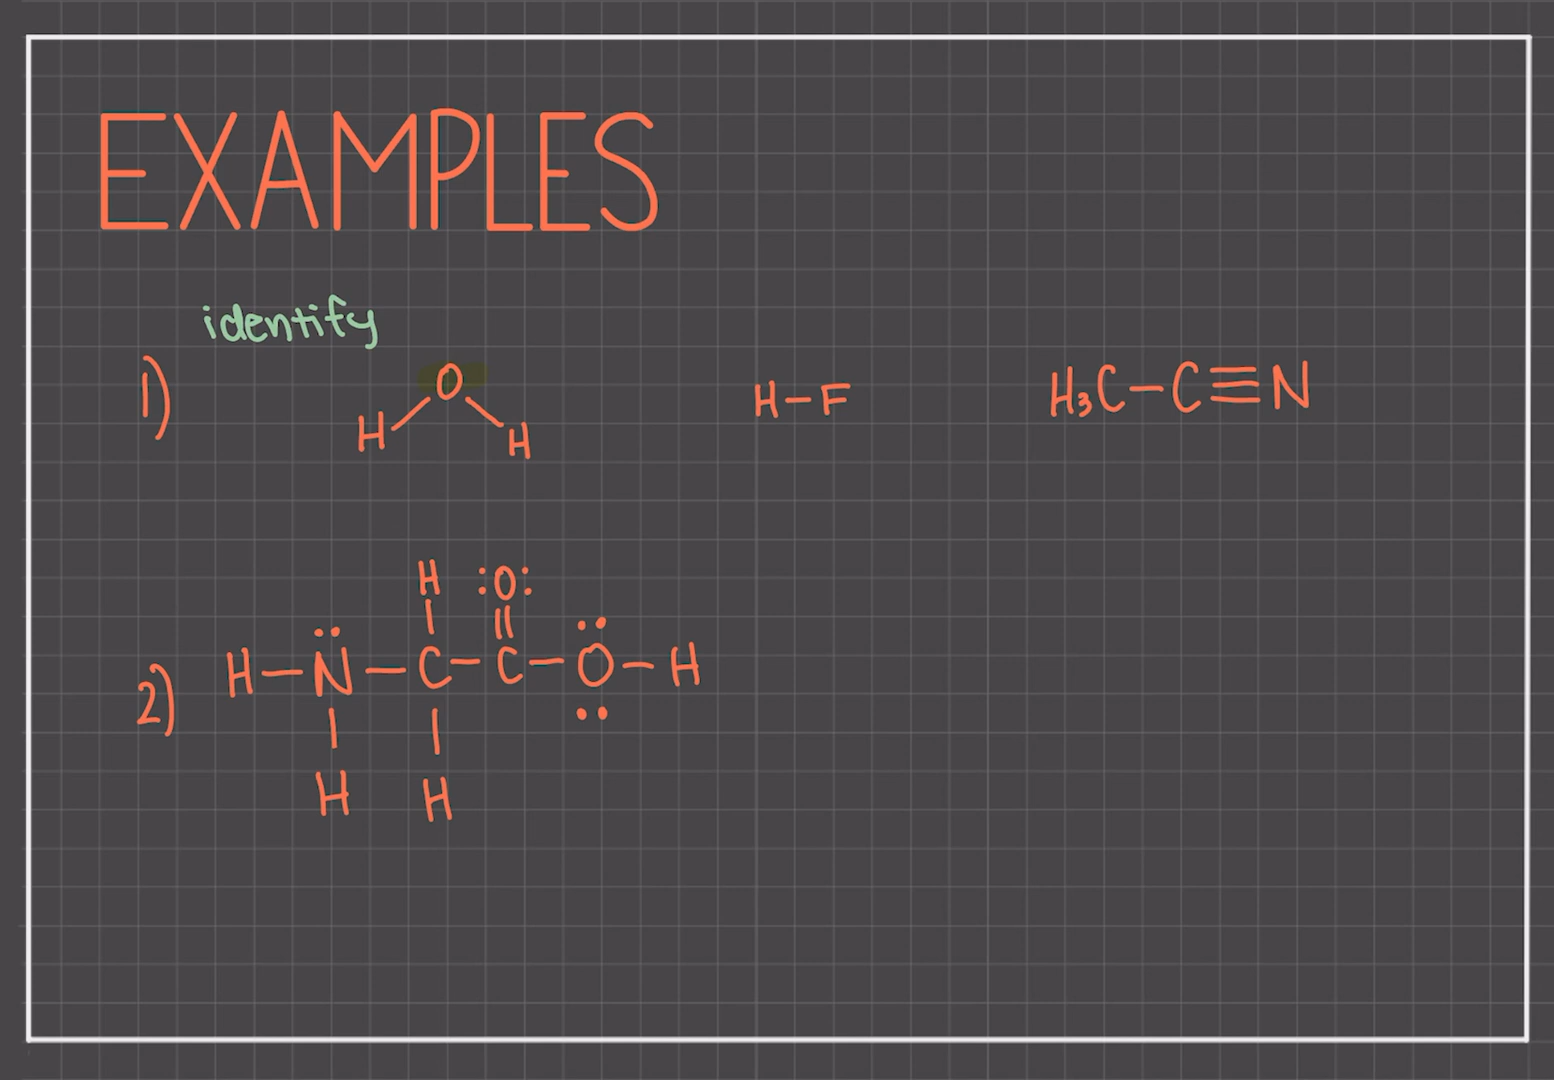 EXAMPLES
identify
1)
O
H H
H-F
H₃C-C≡N
2)
H :O:
H-N-C-C-O-H
H H